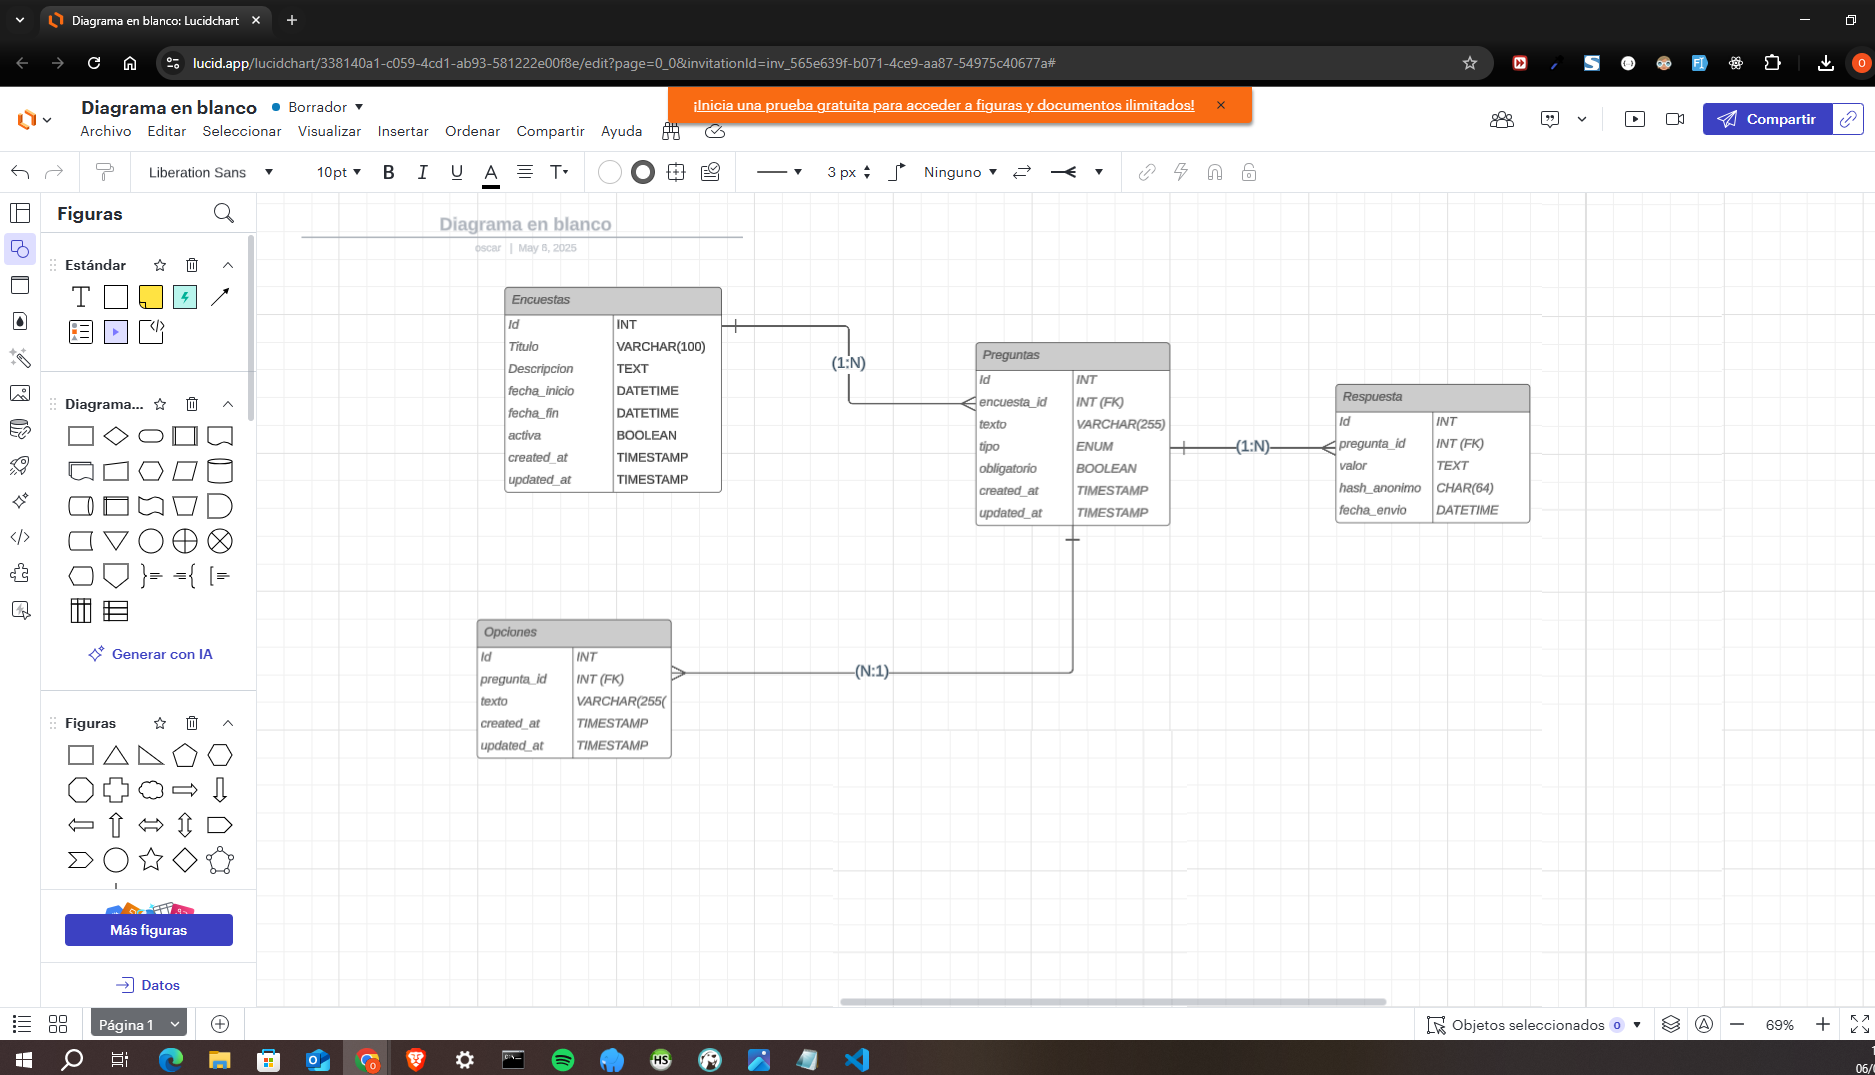 Diagrama en blanco: Lucidchart
lucid.app/lucidchart/338140a1-c059-4cd1-ab93-581222e00f8e/edit?page=0_0&invitationId=inv_565e639f-b071-4ce9-aa87-54975c40677a#
Diagrama en blanco
Borrador
¡Inicia una prueba gratuita para acceder a figuras y documentos ilimitados!
Archivo Editar Seleccionar Visualizar Insertar Ordenar Compartir Ayuda
Compartir
Liberation Sans 10pt B I U A T 3 px Ninguno
Figuras
Estándar
Diagrama...
Generar con IA
Figuras
Más figuras
Datos
Diagrama en blanco
oscar | May 6, 2025
Encuestas
Id INT
Titulo VARCHAR(100)
Descripcion TEXT
fecha_inicio DATETIME
fecha_fin DATETIME
activa BOOLEAN
created_at TIMESTAMP
updated_at TIMESTAMP
(1:N)
Preguntas
Id INT
encuesta_id INT (FK)
texto VARCHAR(255)
tipo ENUM
obligatorio BOOLEAN
created_at TIMESTAMP
updated_at TIMESTAMP
(1:N)
Respuesta
Id INT
pregunta_id INT (FK)
valor TEXT
hash_anonimo CHAR(64)
fecha_envio DATETIME
Opciones
Id INT
pregunta_id INT (FK)
texto VARCHAR(255(
created_at TIMESTAMP
updated_at TIMESTAMP
(N:1)
Página 1
Objetos seleccionados 0
69%
HS